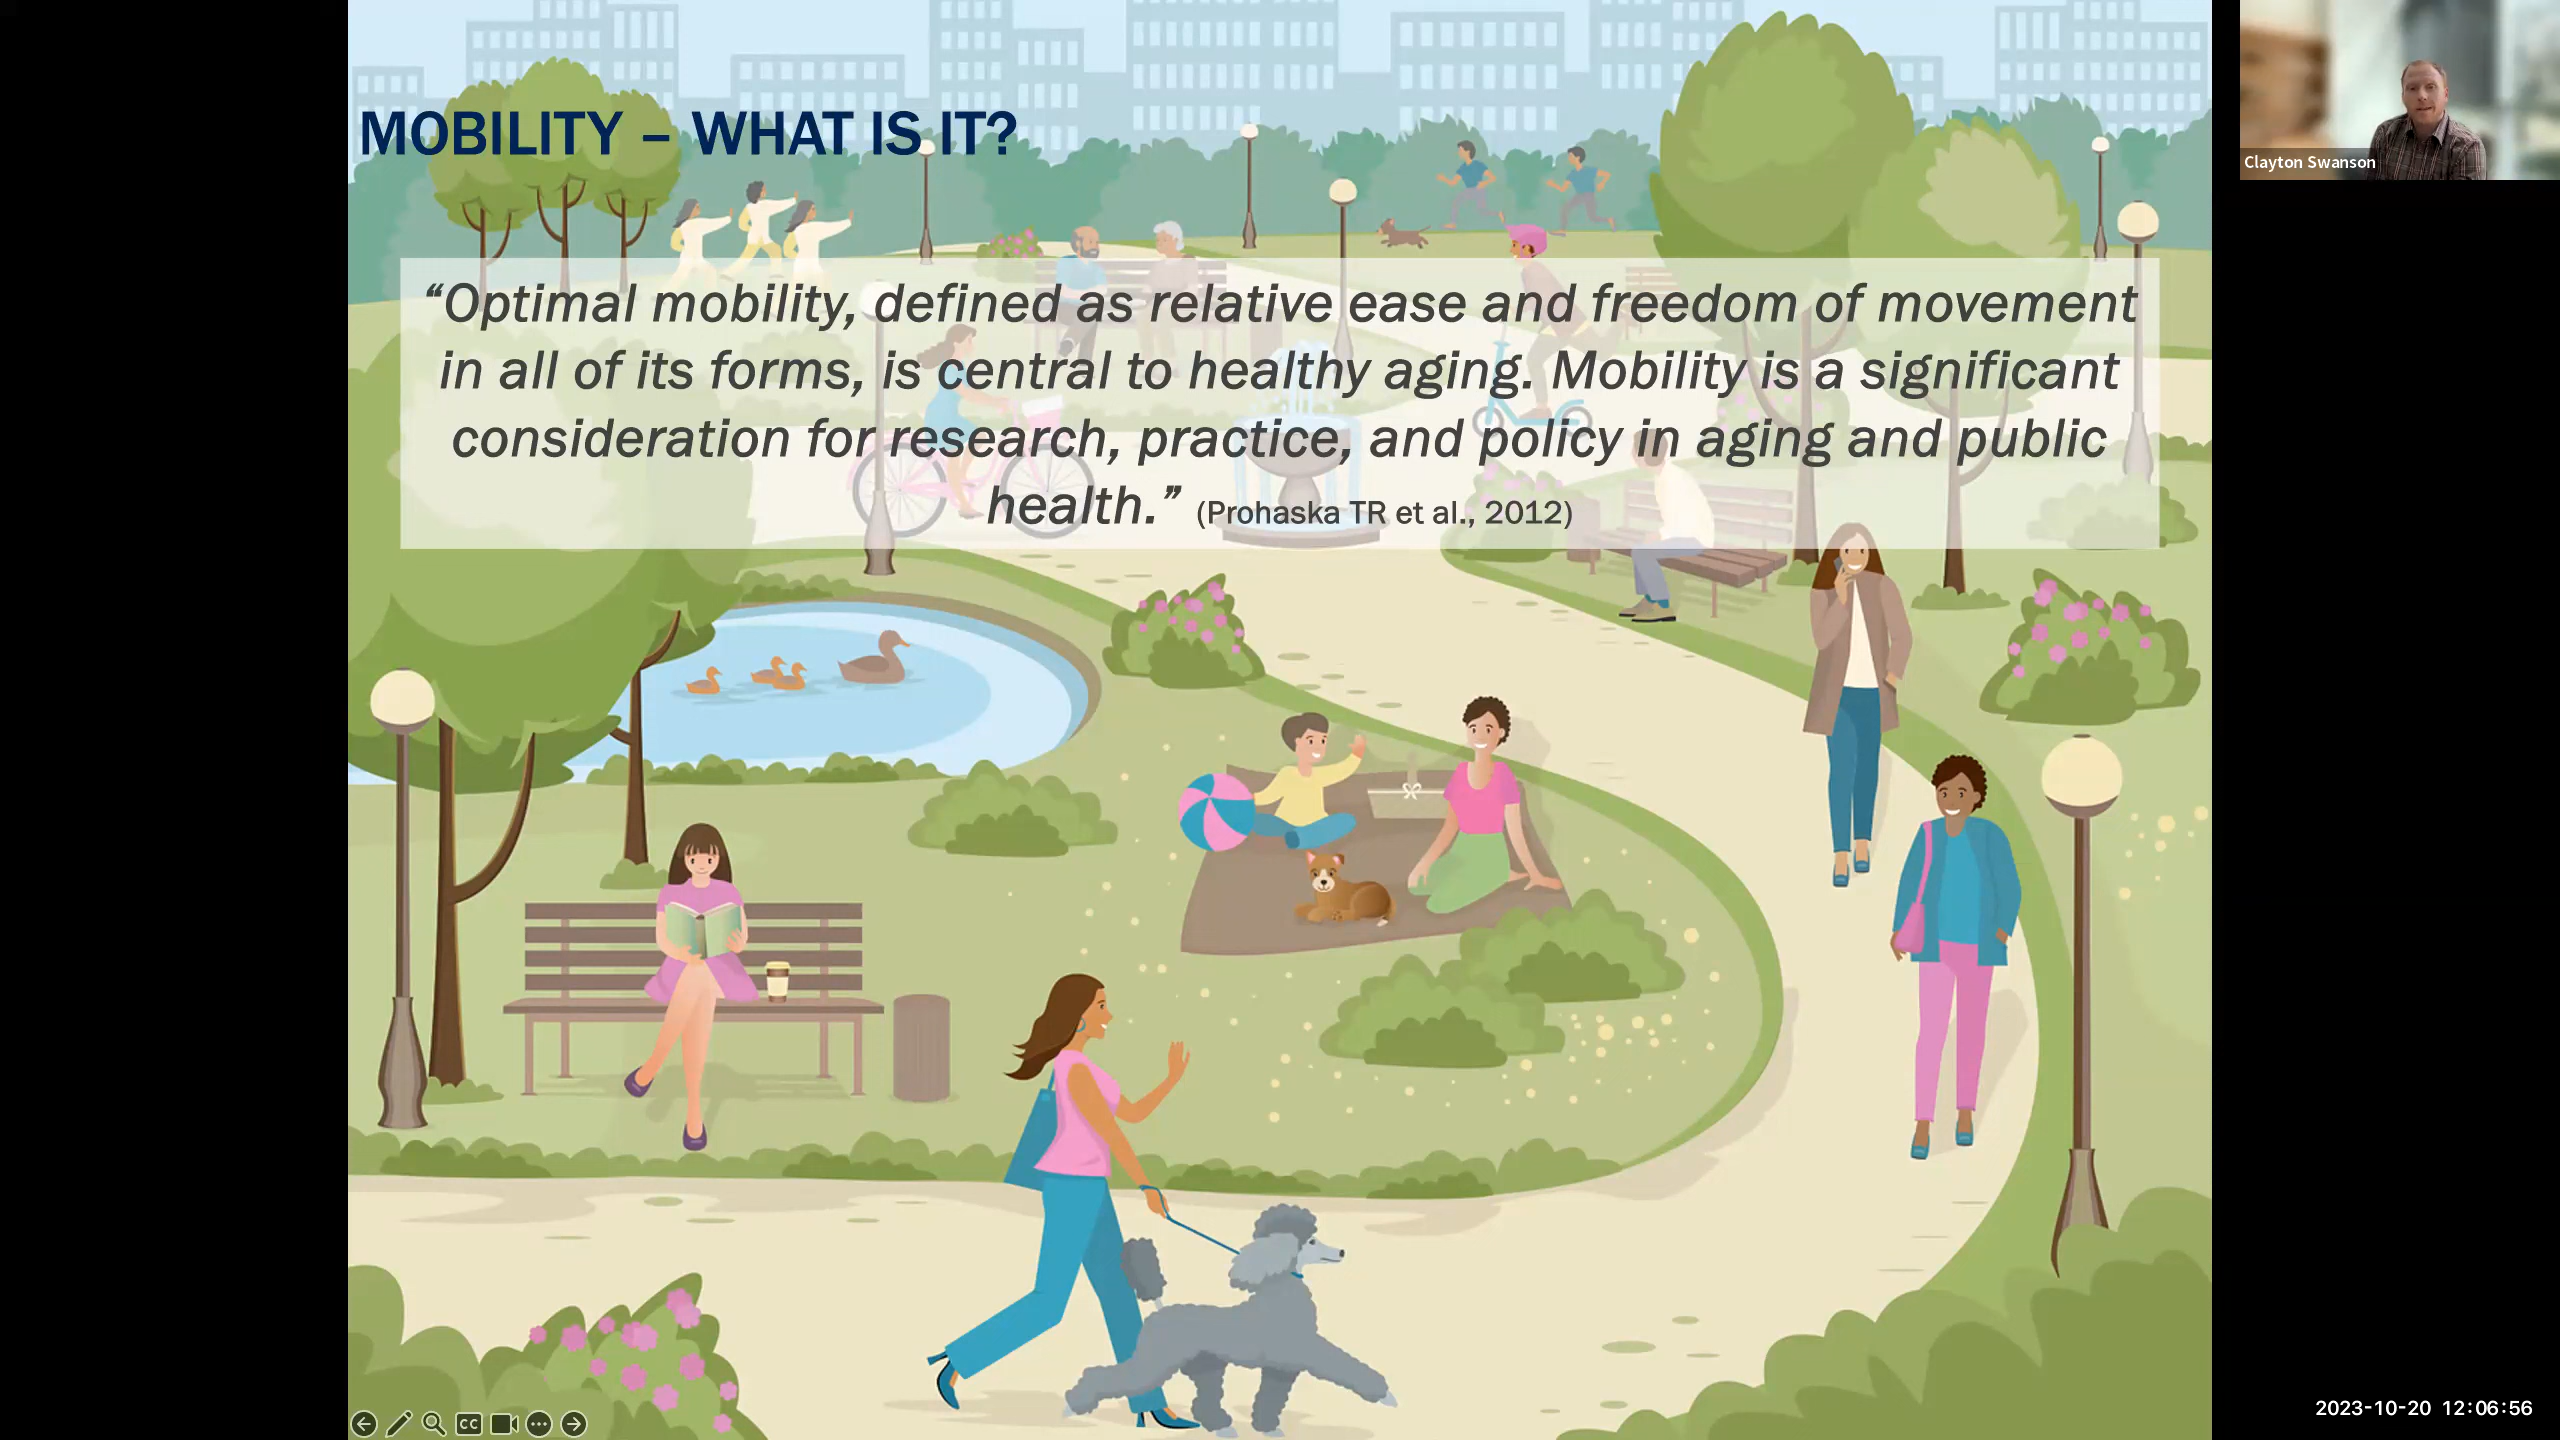 MOBILITY – WHAT IS IT?
“Optimal mobility, defined as relative ease and freedom of movement
in all of its forms, is central to healthy aging. Mobility is a significant
consideration for research, practice, and policy in aging and public
health.” (Prohaska TR et al., 2012)
Clayton Swanson
CC
2023-10-20 12:06:56